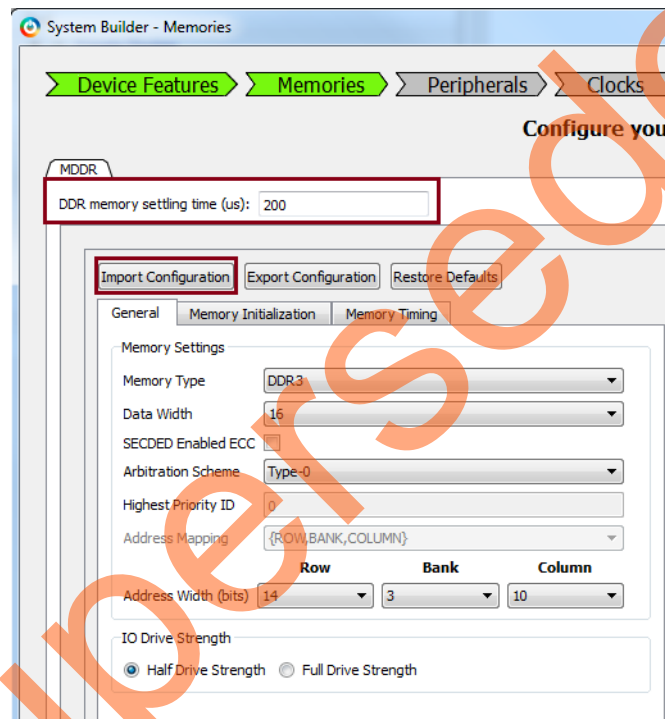 System Builder - Memories
Device Features Memories Peripherals Clocks
Configure you
MDDR
DDR memory settling time (us): 200
Import Configuration Export Configuration Restore Defaults
General Memory Initialization Memory Timing
Memory Settings
Memory Type DDR3
Data Width 16
SECDED Enabled ECC
Arbitration Scheme Type-0
Highest Priority ID 0
Address Mapping {ROW,BANK,COLUMN}
Row Bank Column
Address Width (bits) 14 3 10
IO Drive Strength
Half Drive Strength Full Drive Strength